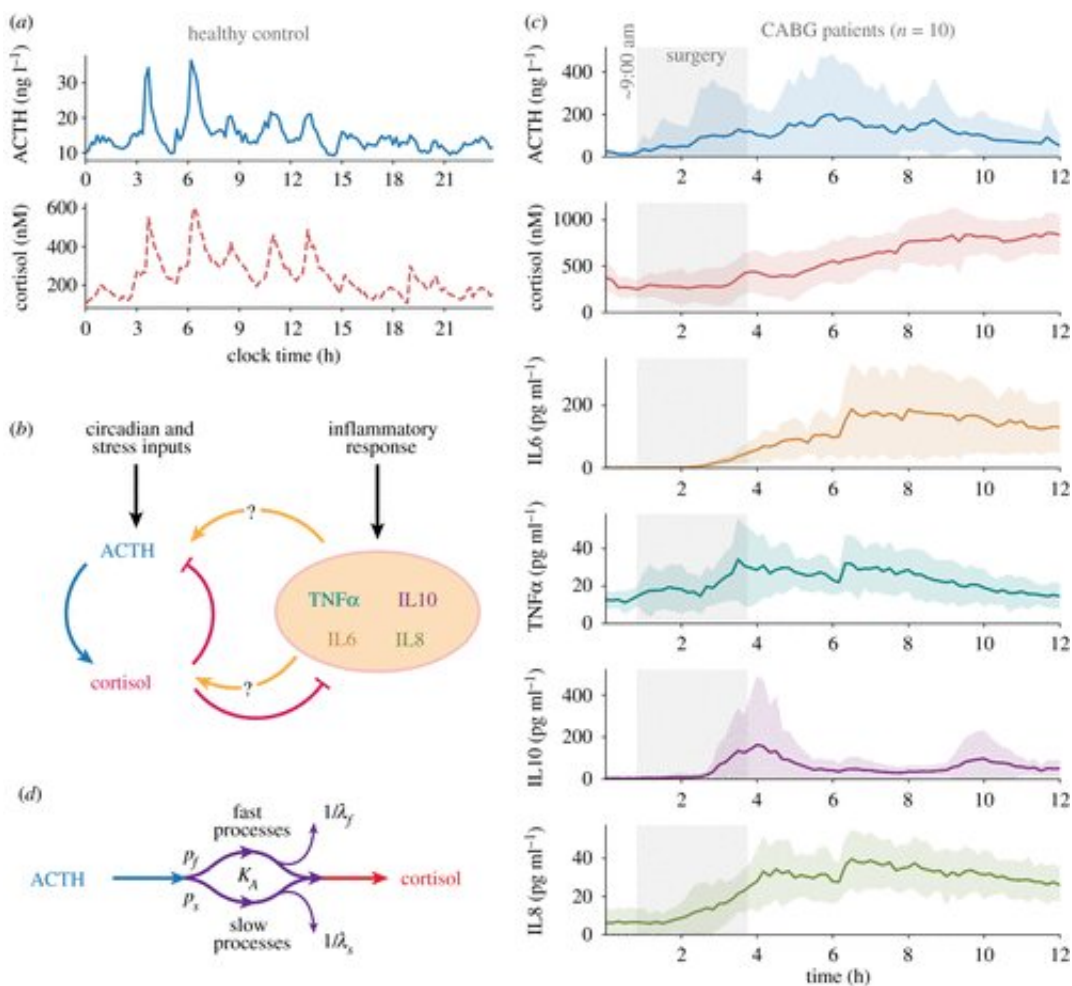 (a)
healthy control
ACTH (ng l⁻¹)
30
20
10
0 3 6 9 12 15 18 21
cortisol (nM)
600
400
200
0 3 6 9 12 15 18 21
clock time (h)
(b)
circadian and
stress inputs
inflammatory
response
?
ACTH
TNFα IL10
IL6 IL8
cortisol
?
(d)
fast
processes
1/λf
pf
ACTH
KA
cortisol
ps
slow
processes
1/λs
(c)
CABG patients (n = 10)
~9:00 am
surgery
ACTH (ng l⁻¹)
400
200
0
2 4 6 8 10 12
cortisol (nM)
1000
500
0
2 4 6 8 10 12
IL6 (pg ml⁻¹)
200
0
2 4 6 8 10 12
TNFα (pg ml⁻¹)
40
20
0
2 4 6 8 10 12
IL10 (pg ml⁻¹)
400
200
0
2 4 6 8 10 12
IL8 (pg ml⁻¹)
40
20
0
2 4 6 8 10 12
time (h)